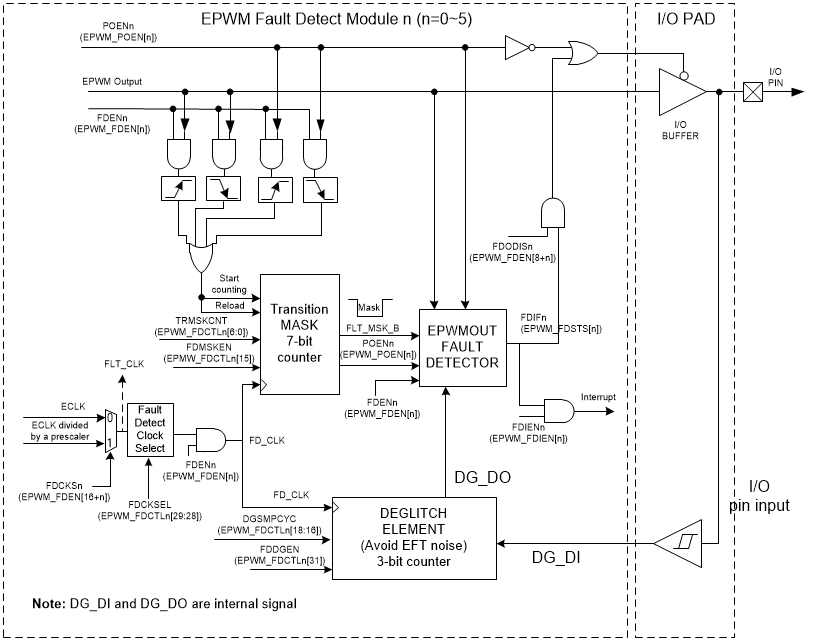 EPWM Fault Detect Module n (n=0~5)
I/O PAD
POENn
(EPWM_POEN[n])
EPWM Output
FDENn
(EPWM_FDEN[n])
I/O
PIN
I/O
BUFFER
FDODISn
(EPWM_FDEN[8+n])
Start
counting
Reload
TRMSKCNT
(EPWM_FDCTLn[6:0])
FDMSKEN
(EPMW_FDCTLn[15])
Transition
MASK
7-bit
counter
Mask
FLT_MSK_B
POENn
(EPWM_POEN[n])
FDENn
(EPWM_FDEN[n])
EPWMOUT
FAULT
DETECTOR
FDIFn
(EPWM_FDSTS[n])
Interrupt
FDIENn
(EPWM_FDIEN[n])
FLT_CLK
ECLK
ECLK divided
by a prescaler
0
1
Fault
Detect
Clock
Select
FDCKSn
(EPWM_FDEN[16+n])
FDENn
(EPWM_FDEN[n])
FD_CLK
FDCKSEL
(EPWM_FDCTLn[29:28])
FD_CLK
DGSMPCYC
(EPWM_FDCTLn[18:16])
FDDGEN
(EPWM_FDCTLn[31])
DEGLITCH
ELEMENT
(Avoid EFT noise)
3-bit counter
DG_DO
DG_DI
I/O
pin input
Note: DG_DI and DG_DO are internal signal